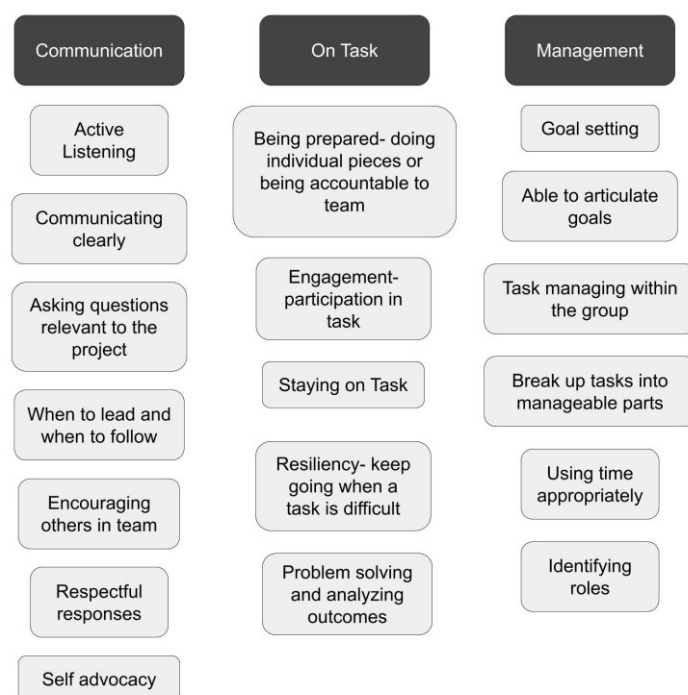 Communication
Active
Listening
Communicating
clearly
Asking questions
relevant to the
project
When to lead and
when to follow
Encouraging
others in team
Respectful
responses
Self advocacy
On Task
Being prepared- doing
individual pieces or
being accountable to
team
Engagement-
participation in
task
Staying on Task
Resiliency- keep
going when a
task is difficult
Problem solving
and analyzing
outcomes
Management
Goal setting
Able to articulate
goals
Task managing within
the group
Break up tasks into
manageable parts
Using time
appropriately
Identifying
roles